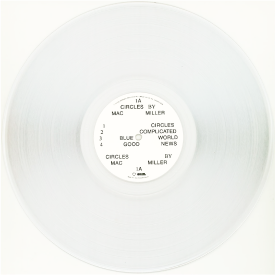 1A
CIRCLES BY
MAC MILLER
1 CIRCLES
2 COMPLICATED
3 BLUE WORLD
4 GOOD NEWS
CIRCLES BY
MAC MILLER
1A